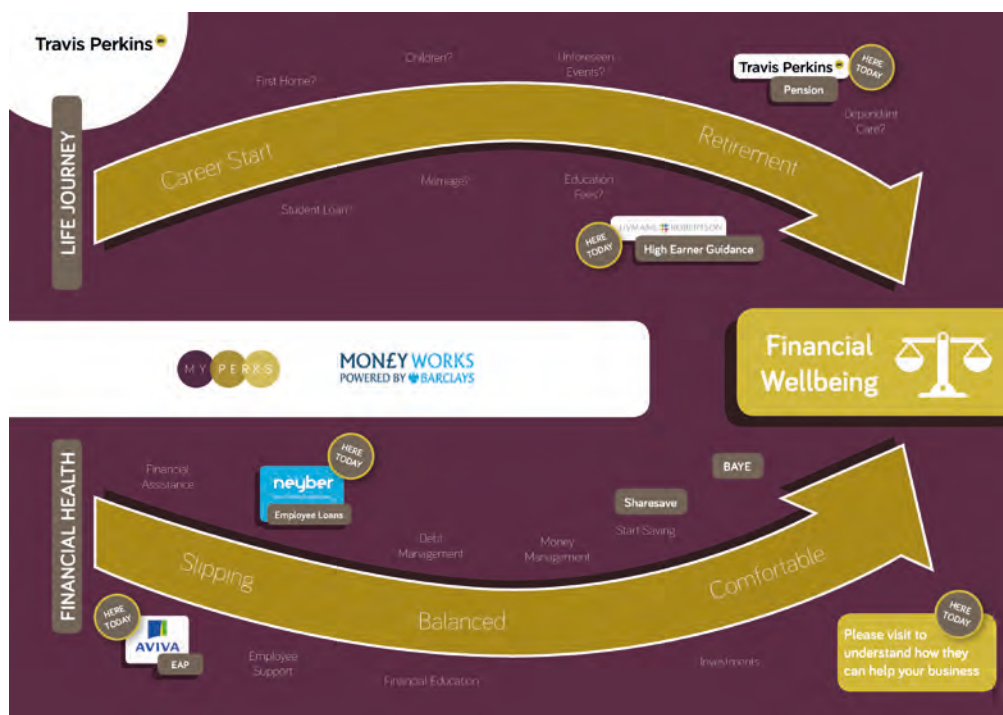 Travis Perkins
LIFE JOURNEY
First Home?
Children?
Unforeseen
Events?
Travis Perkins
Pension
HERE
TODAY
Dependant
Care?
Career Start
Retirement
Student Loan?
Marriage?
Education
Fees?
HERE
TODAY
HYMANS ROBERTSON
High Earner Guidance
MY PERKS
MON£Y WORKS
POWERED BY BARCLAYS
Financial
Wellbeing
FINANCIAL HEALTH
Financial
Assistance
HERE
TODAY
neyber
Employee Loans
Debt
Management
Money
Management
Sharesave
Start Saving
BAYE
Slipping
Balanced
Comfortable
HERE
TODAY
AVIVA
EAP
Employee
Support
Financial Education
Investments
HERE
TODAY
Please visit to
understand how they
can help your business